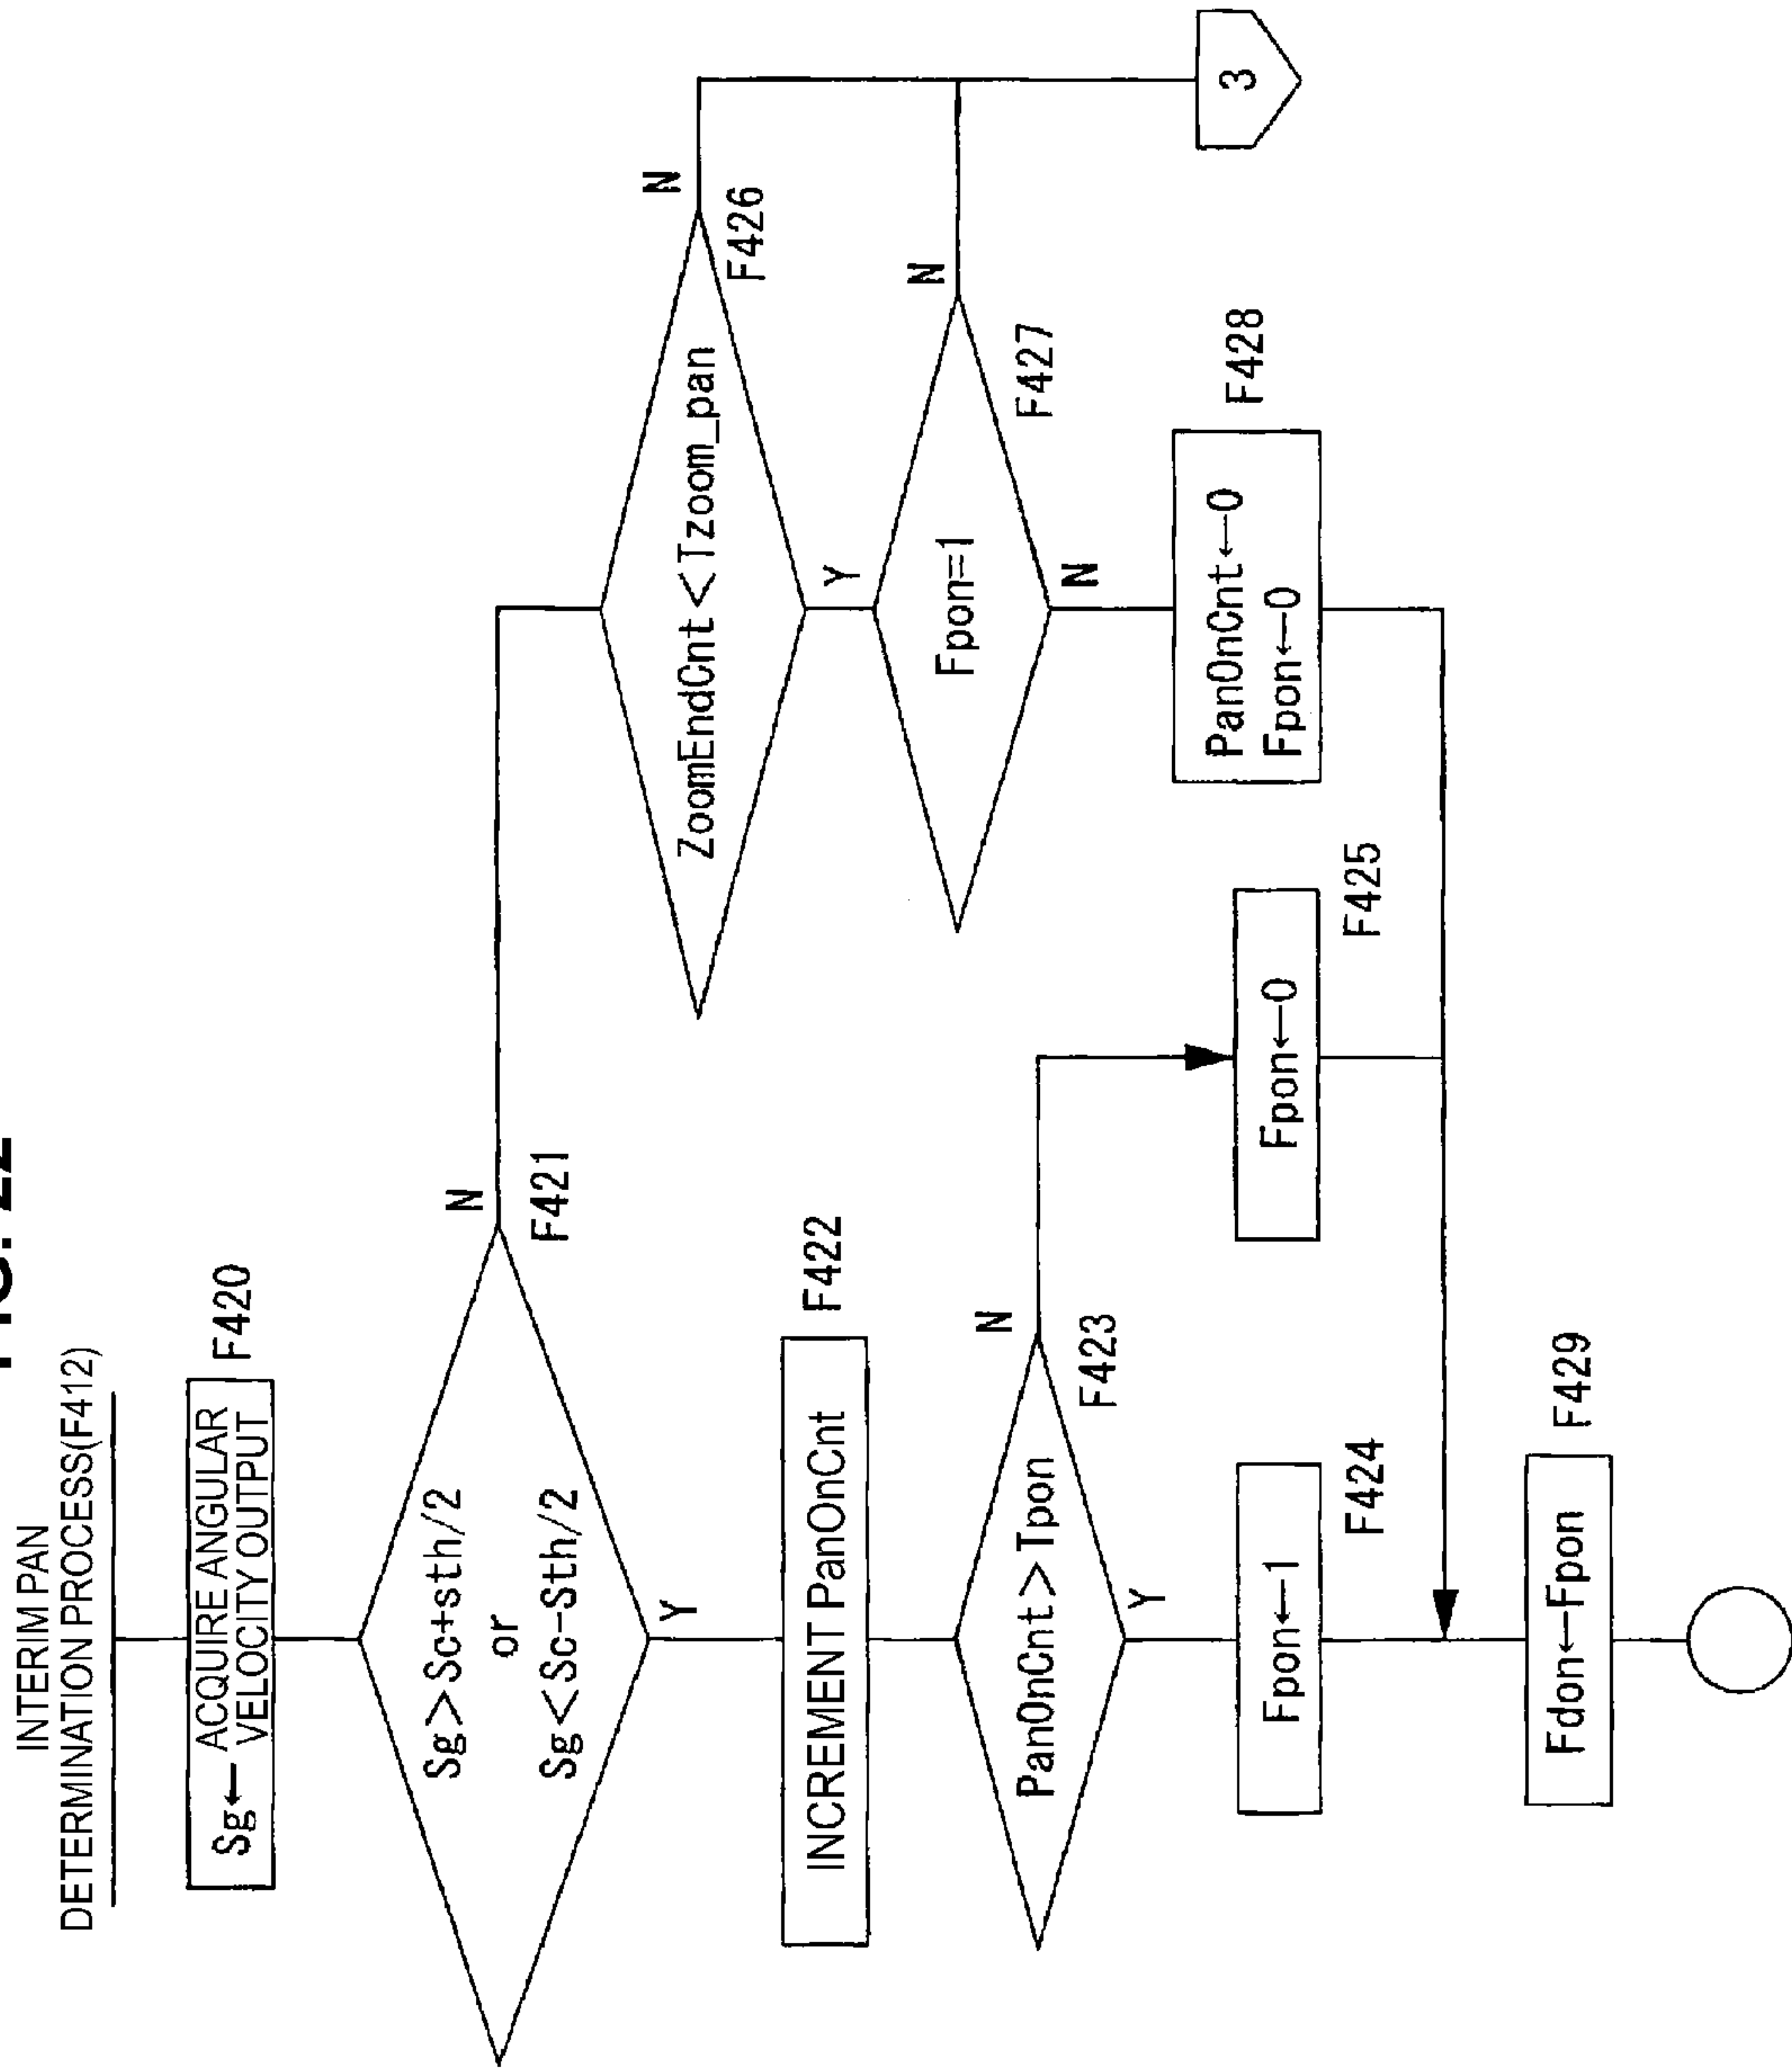 FIG. 22
INTERIM PAN
DETERMINATION PROCESS(F412)
Sg← ACQUIRE ANGULAR
VELOCITY OUTPUT
F420
Sg>Sc+sth/2
or
Sg<Sc-Sth/2
N
F421
Y
INCREMENT PanOnCnt
F422
PanOnCnt>Tpon
N
F423
Y
Fpon←1
F424
Fpon←0
F425
ZoomEndCnt<Tzoom_pan
N
F426
Y
Fpon=1
N
F427
N
PanOnCnt←0
Fpon←0
F428
3
Fdon←Fpon
F429